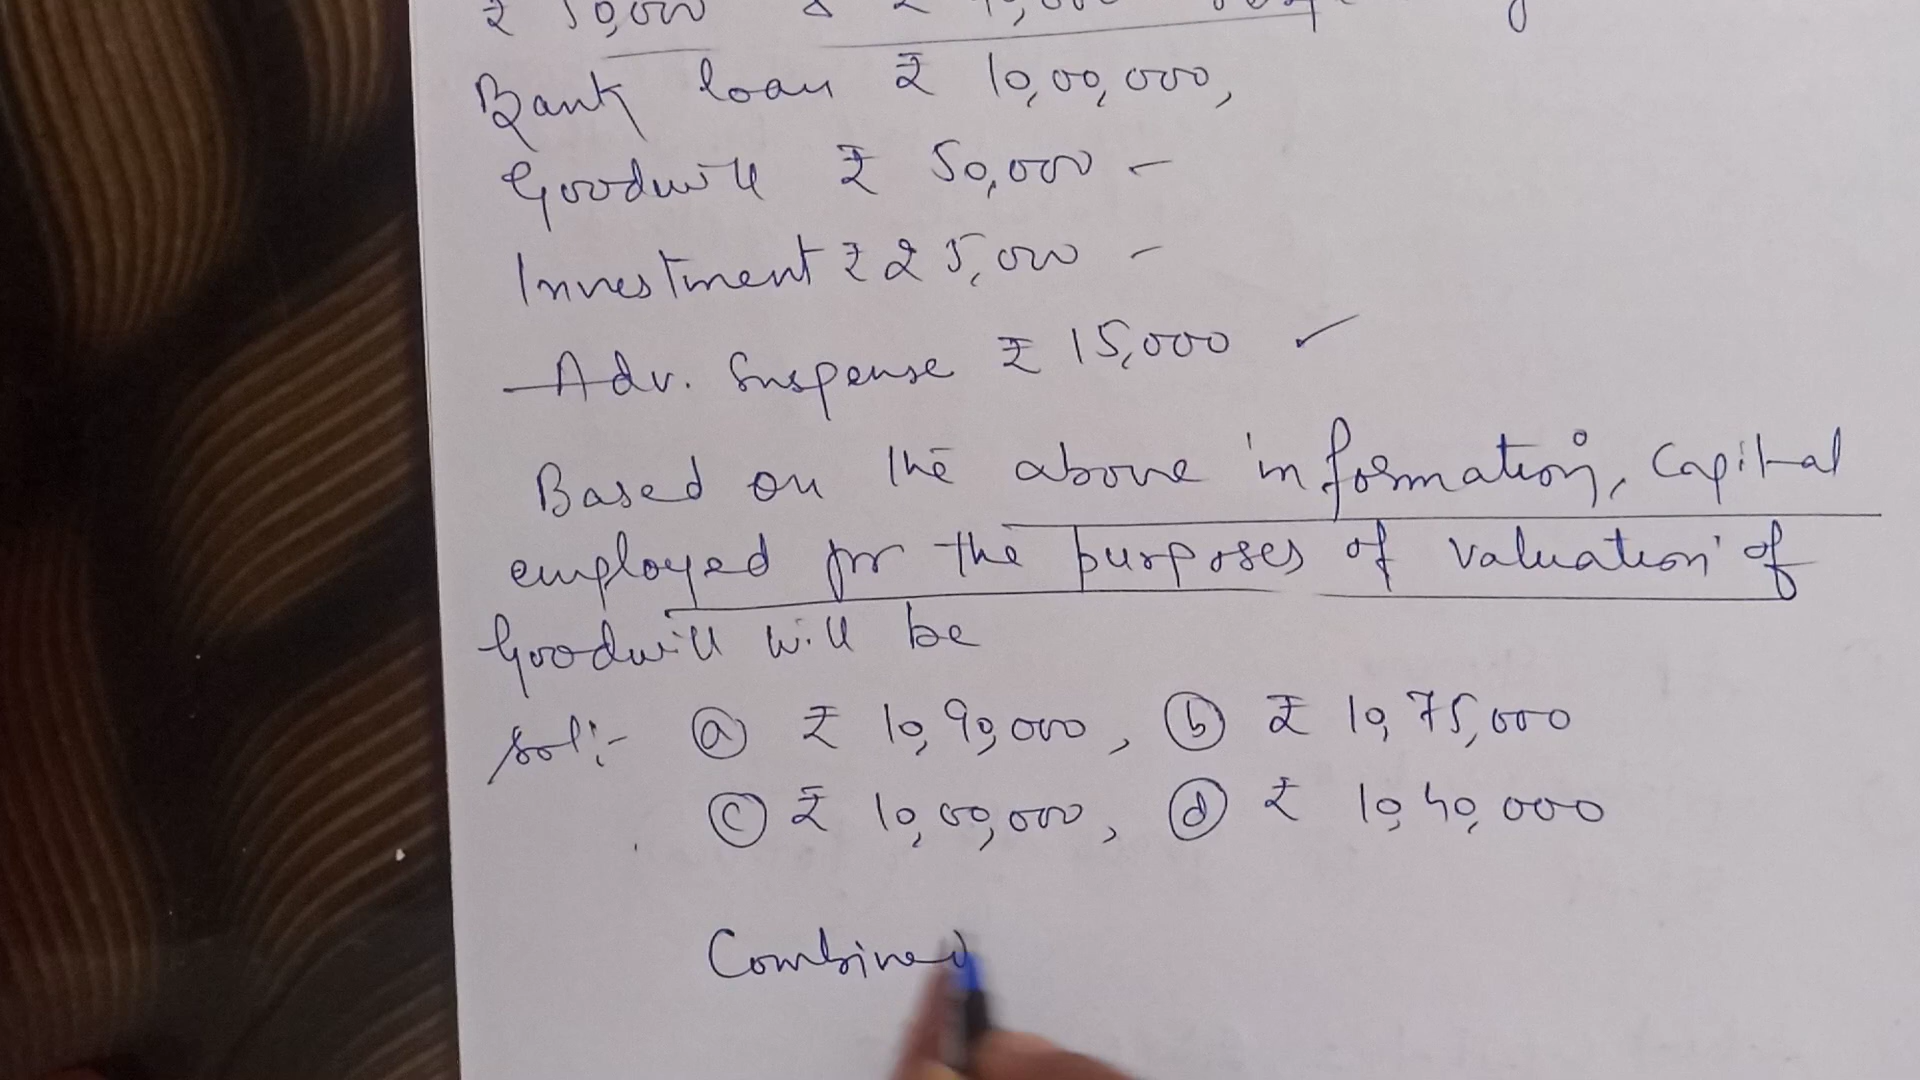 ₹ 50,000 & ₹
Bank loan ₹ 10,00,000,
Goodwill ₹ 50,000 -
Investment ₹ 25,000 -
Adv. Suspense ₹ 15,000 ✓
Based on the above information, Capital
employed for the purposes of valuation of
Goodwill will be
Sol:- (a) ₹ 10,90,000, (b) ₹ 10,75,000
(c) ₹ 10,00,000, (d) ₹ 10,40,000
Combined